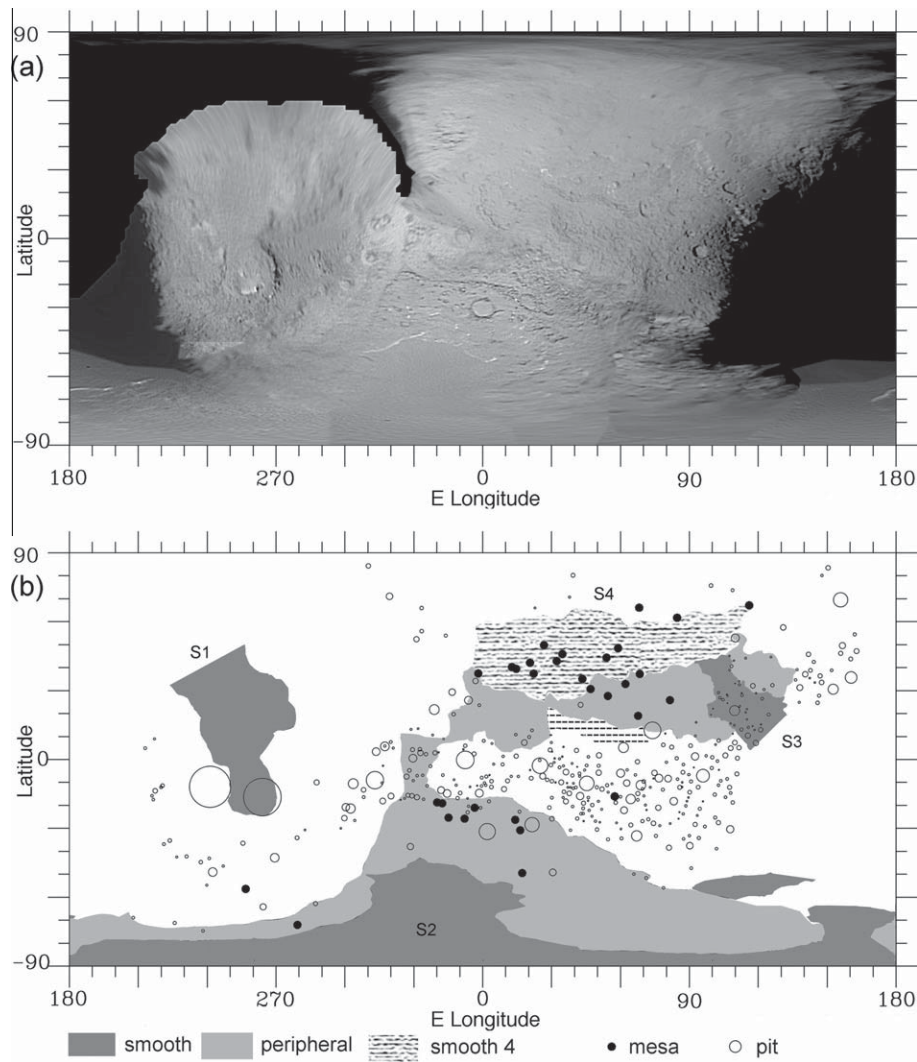 90
(a)
Latitude
0
-90
180 270 0 90 180
E Longitude
90
(b)
S4
S1
Latitude
0
S3
S2
-90
180 270 0 90 180
E Longitude
smooth peripheral smooth 4 mesa pit